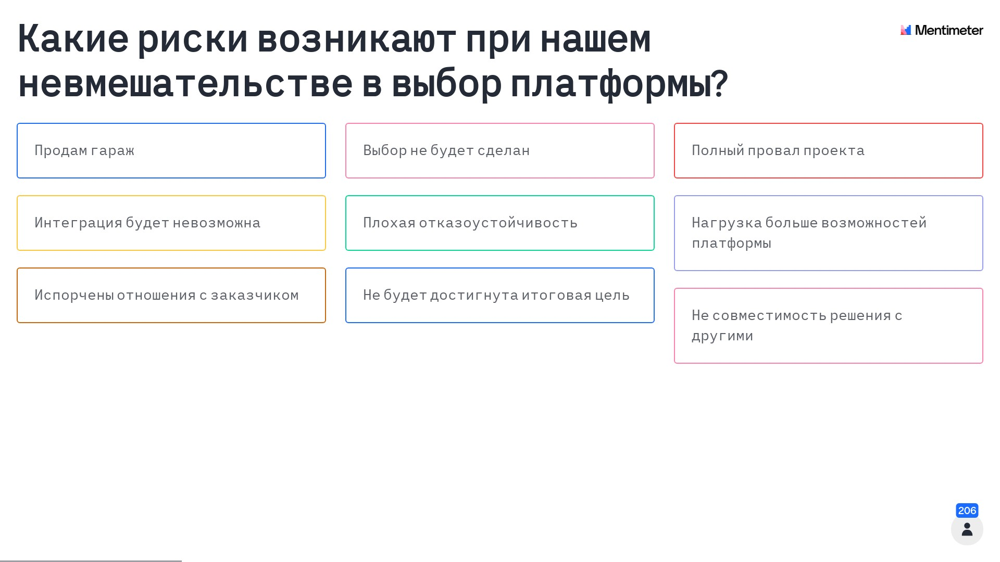 Какие риски возникают при нашем
невмешательстве в выбор платформы?
Mentimeter
Продам гараж
Выбор не будет сделан
Полный провал проекта
Интеграция будет невозможна
Плохая отказоустойчивость
Нагрузка больше возможностей
платформы
Испорчены отношения с заказчиком
Не будет достигнута итоговая цель
Не совместимость решения с
другими
206